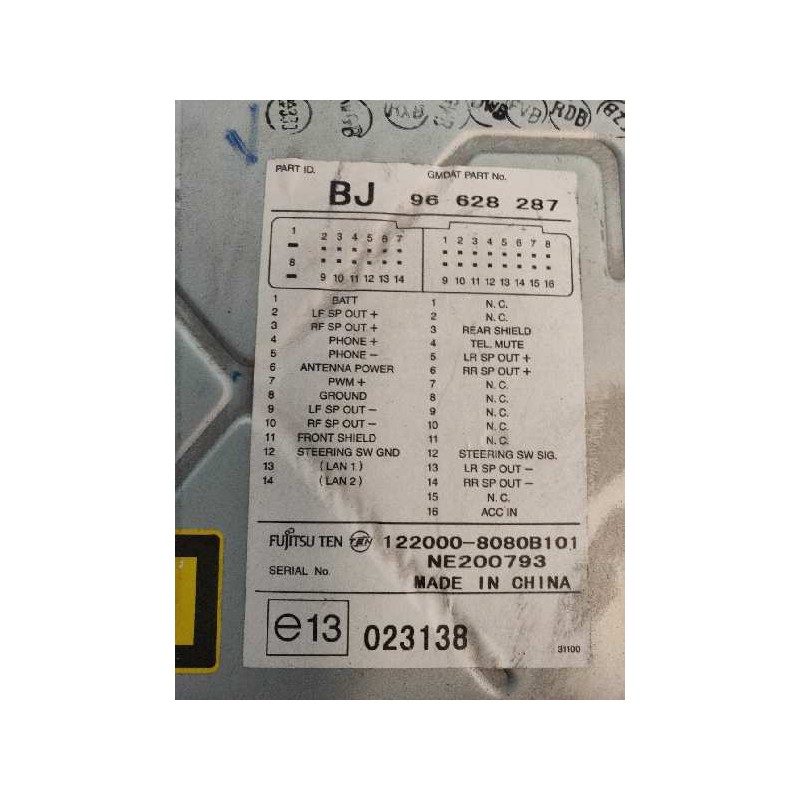 RDB
PART ID. GMDAT PART No.
BJ 96 628 287
1 2 3 4 5 6 7 1 2 3 4 5 6 7 8
8 9 10 11 12 13 14 9 10 11 12 13 14 15 16
1 BATT 1 N.C.
2 LF SP OUT + 2 N.C.
3 RF SP OUT + 3 REAR SHIELD
4 PHONE + 4 TEL. MUTE
5 PHONE - 5 LR SP OUT +
6 ANTENNA POWER 6 RR SP OUT +
7 PWM + 7 N.C.
8 GROUND 8 N.C.
9 LF SP OUT - 9 N.C.
10 RF SP OUT - 10 N.C.
11 FRONT SHIELD 11 N.C.
12 STEERING SW GND 12 STEERING SW SIG.
13 (LAN 1) 13 LR SP OUT -
14 (LAN 2) 14 RR SP OUT -
15 N.C.
16 ACC IN
FUJITSU TEN TEN 122000-8080B101
SERIAL No. NE200793
MADE IN CHINA
e13 023138
31100